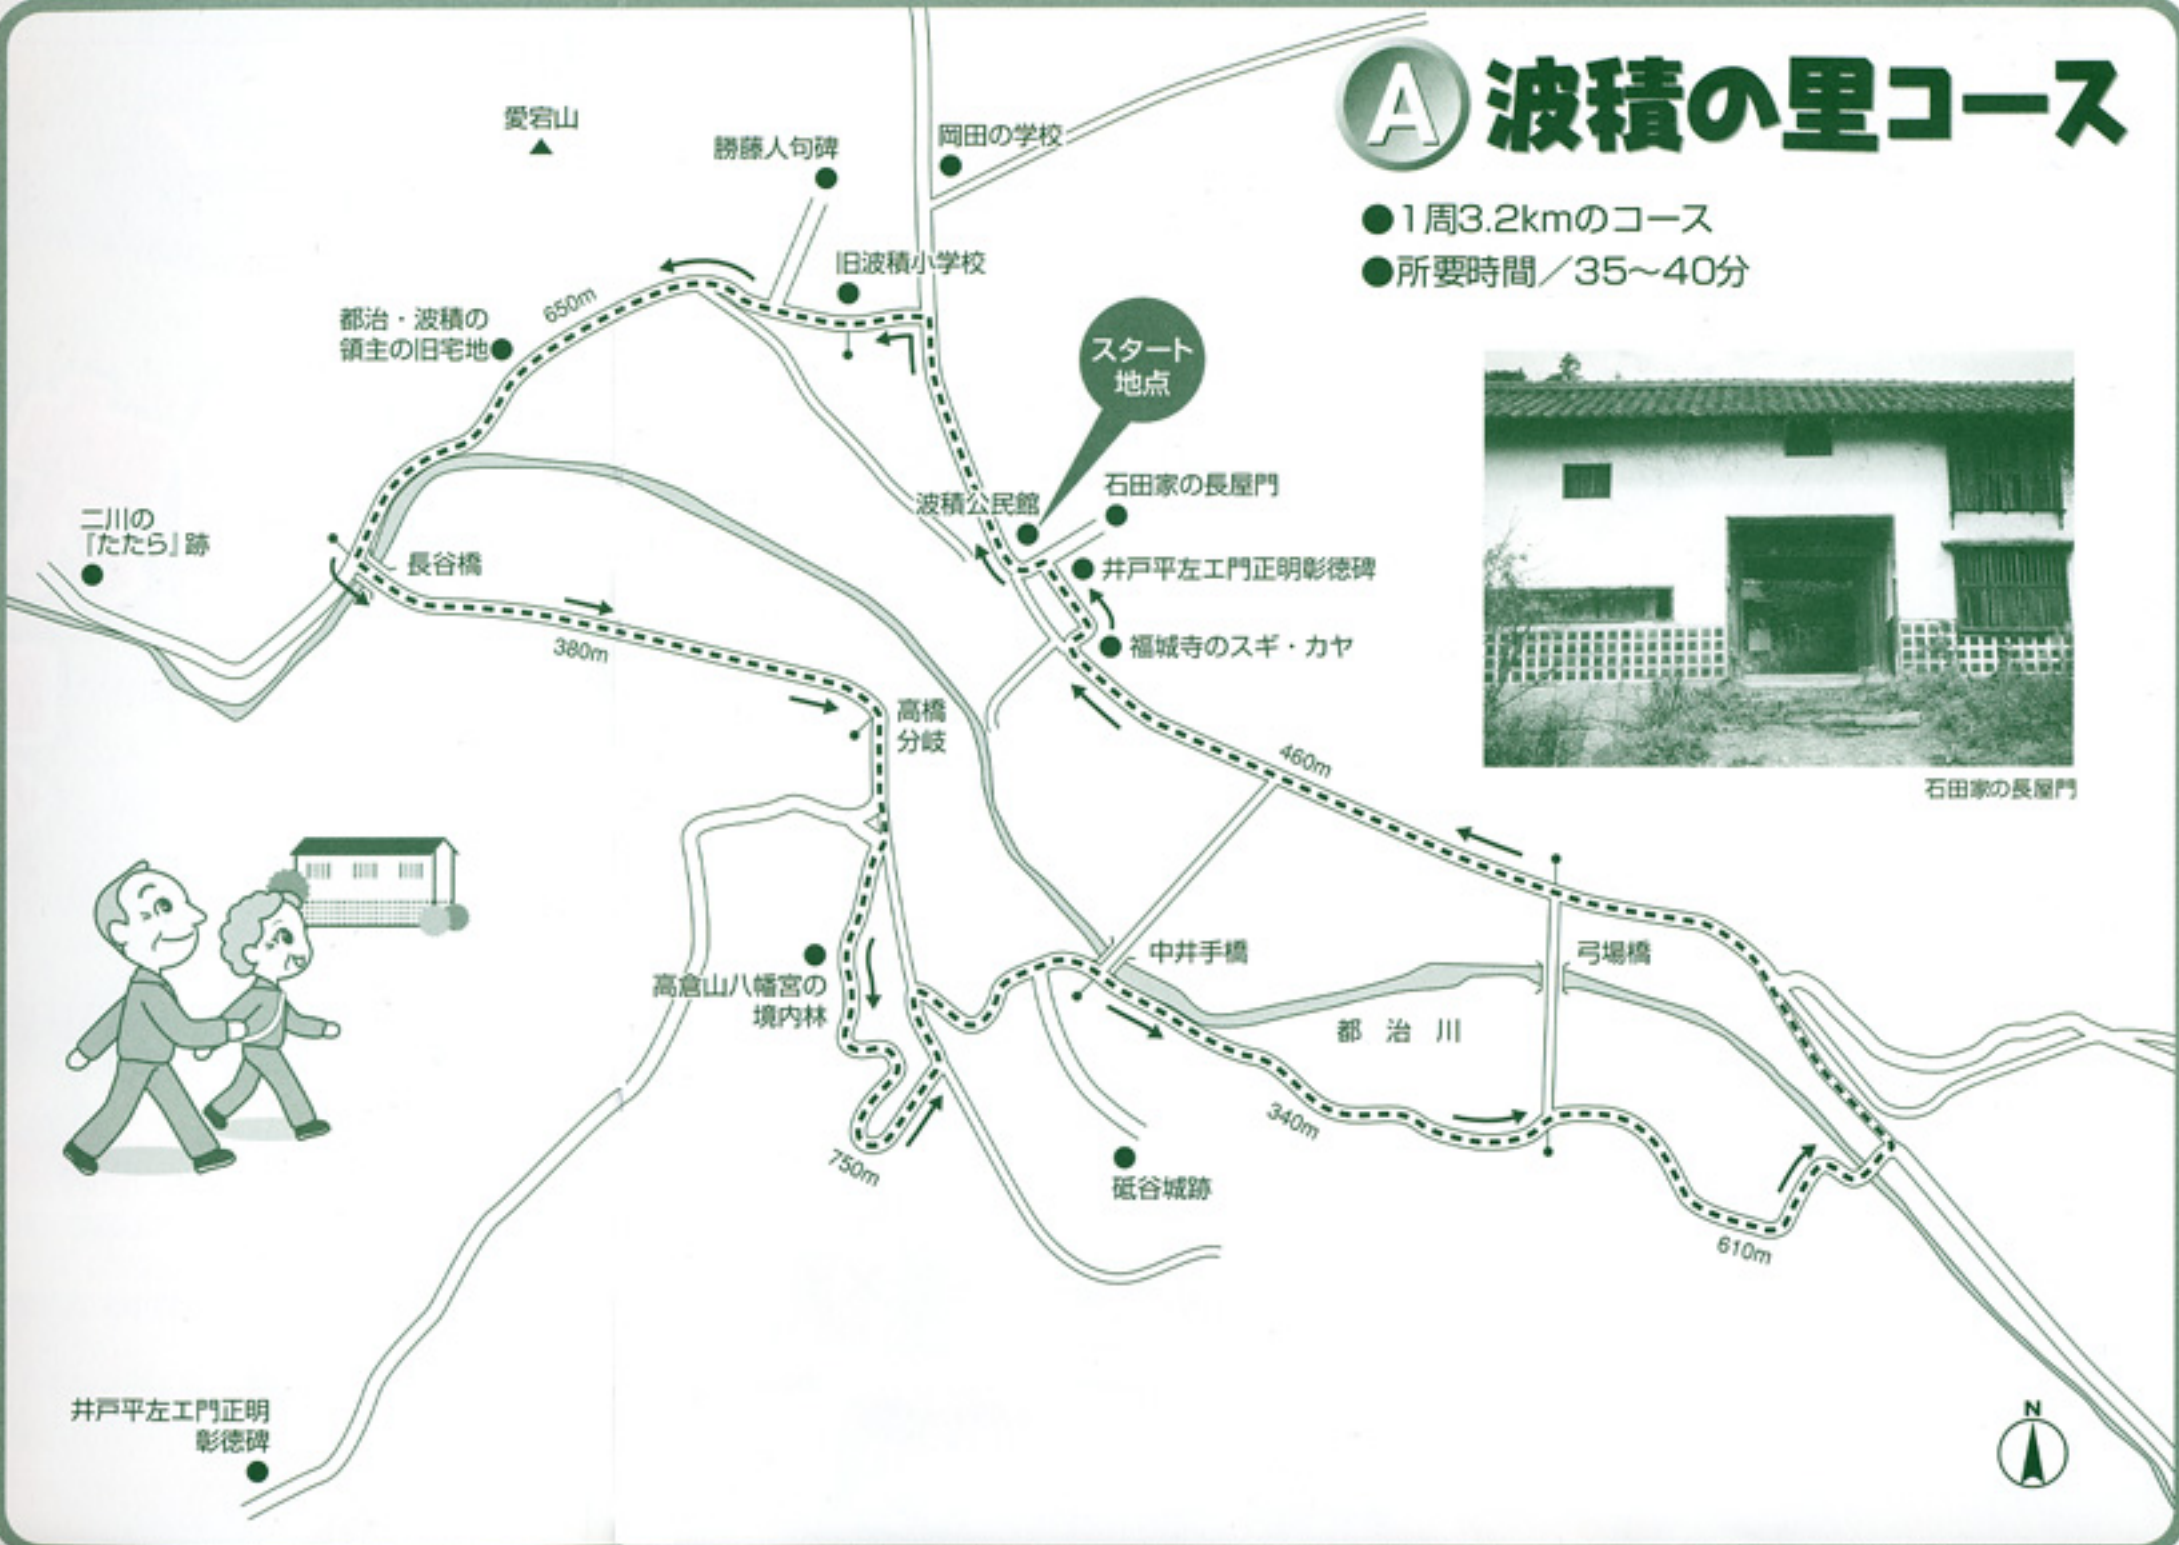 A 波積の里コース
●1周3.2kmのコース
●所要時間／35〜40分
愛宕山
勝藤人句碑
岡田の学校
旧波積小学校
650m
都治・波積の
領主の旧宅地
スタート
地点
波積公民館
石田家の長屋門
井戸平左エ門正明彰徳碑
福城寺のスギ・カヤ
二川の
『たたら』跡
長谷橋
380m
高橋
分岐
460m
石田家の長屋門
中井手橋
弓場橋
高倉山八幡宮の
境内林
都治川
340m
750m
砥谷城跡
610m
井戸平左エ門正明
彰徳碑
N